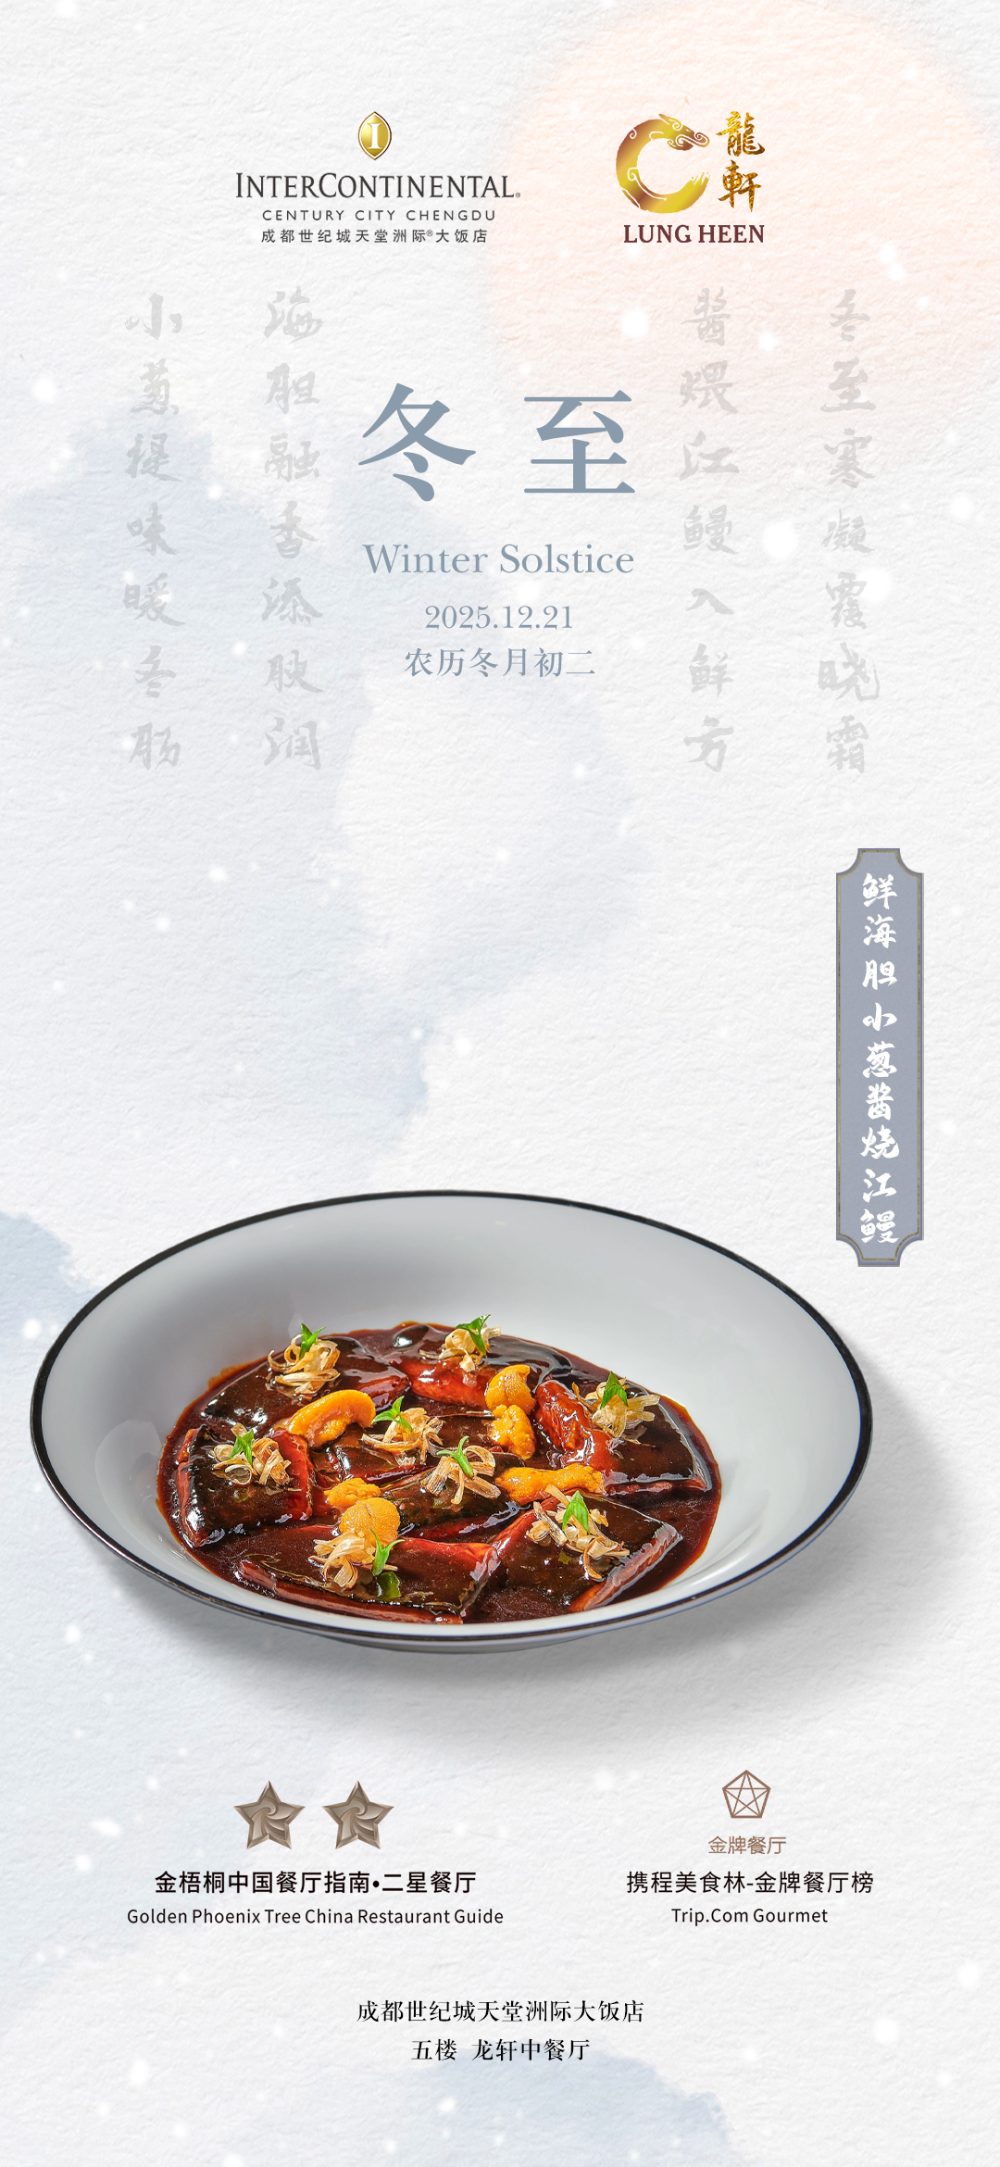 INTERCONTINENTAL®
CENTURY CITY CHENGDU
成都世纪城天堂洲际®大饭店
龍軒
LUNG HEEN
冬至寒凝覆晓霜
醬煨江鳗入鲜方
海胆融香添腴润
小葱提味暖冬肠
冬至
Winter Solstice
2025.12.21
农历冬月初二
鲜海胆小葱酱烧江鳗
金梧桐中国餐厅指南•二星餐厅
Golden Phoenix Tree China Restaurant Guide
金牌餐厅
携程美食林-金牌餐厅榜
Trip.Com Gourmet
成都世纪城天堂洲际大饭店
五楼 龙轩中餐厅